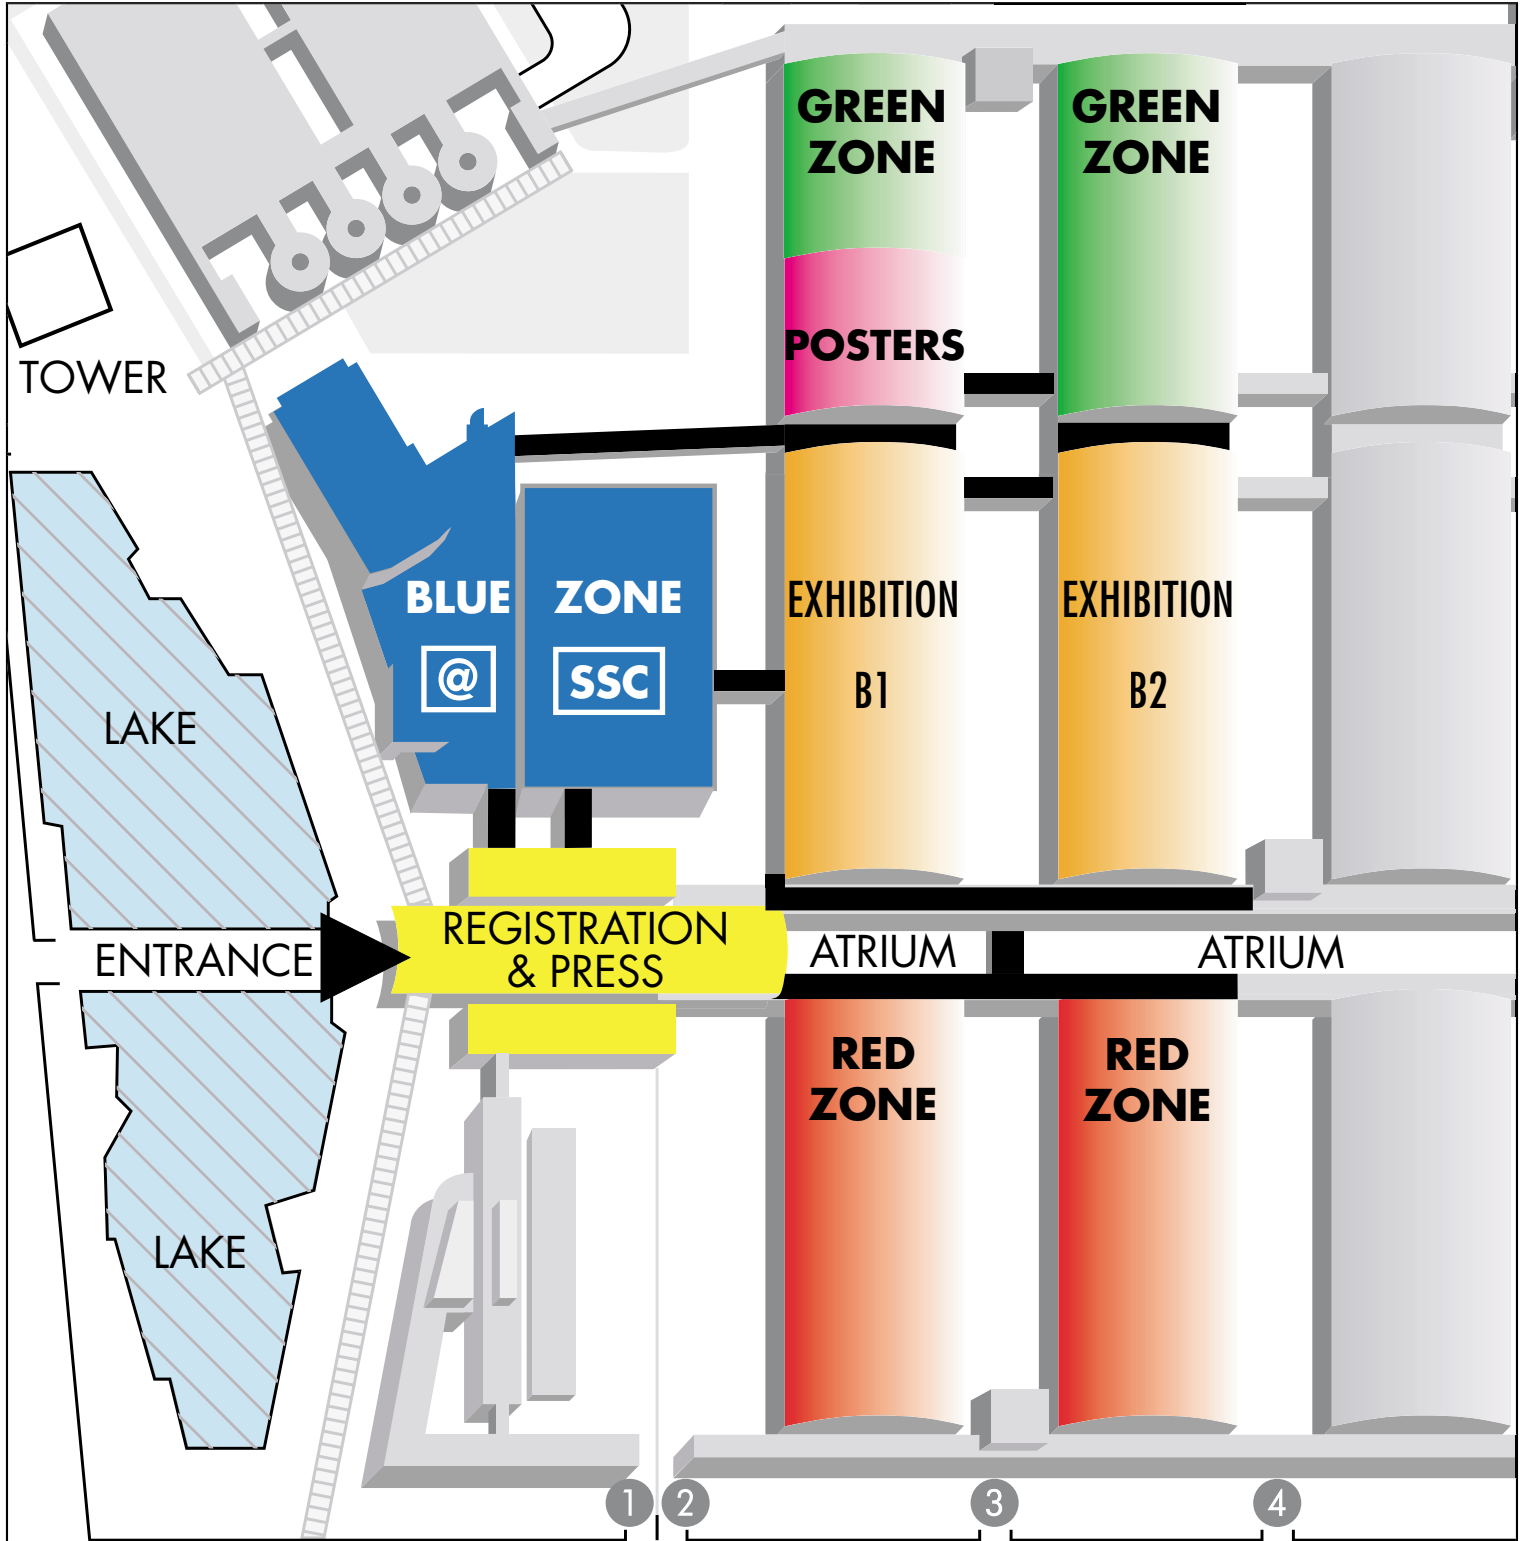 GREEN
ZONE
GREEN
ZONE
POSTERS
TOWER
BLUE ZONE
@
SSC
EXHIBITION
B1
EXHIBITION
B2
LAKE
ENTRANCE
REGISTRATION
& PRESS
ATRIUM
ATRIUM
RED
ZONE
RED
ZONE
LAKE
1 2 3 4